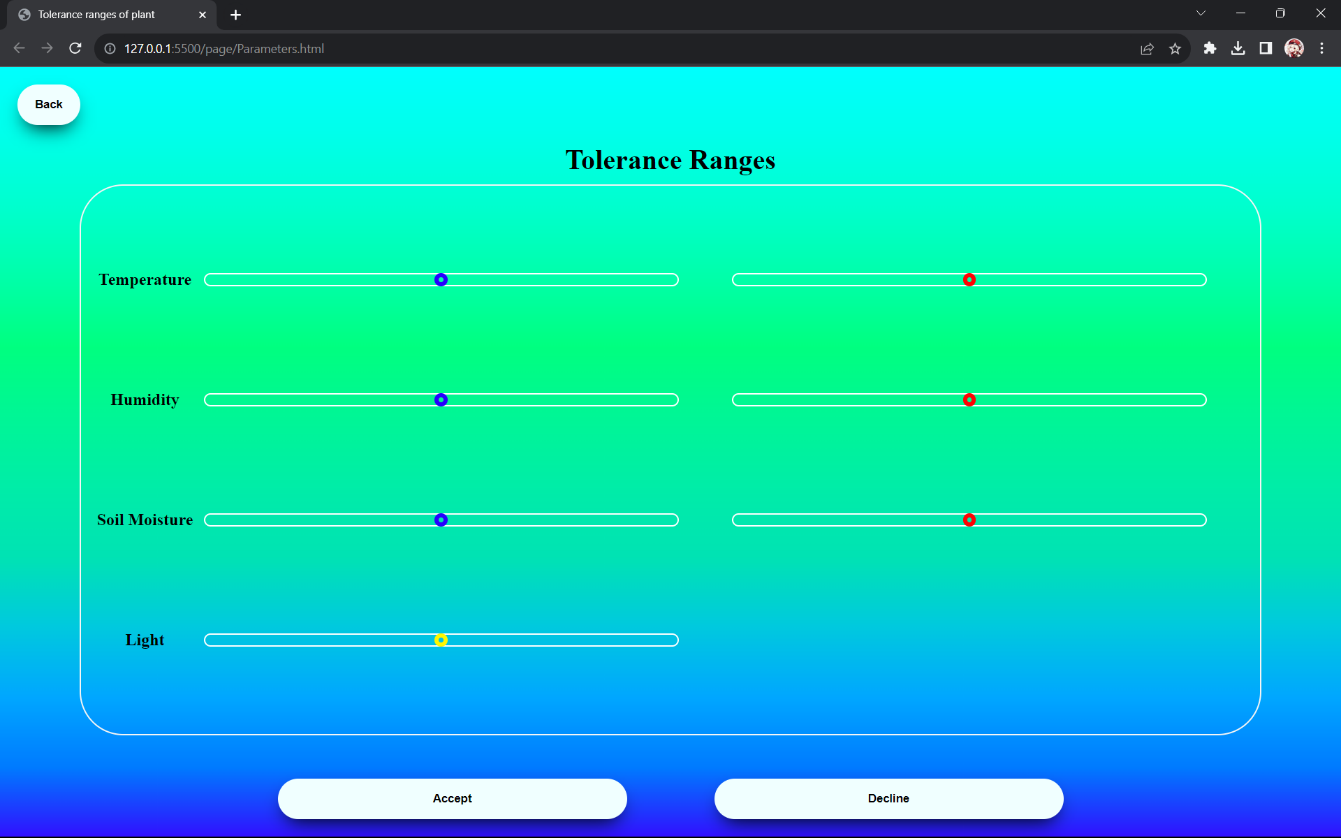 Tolerance ranges of plant
127.0.0.1:5500/page/Parameters.html
Back
Tolerance Ranges
Temperature
Humidity
Soil Moisture
Light
Accept
Decline